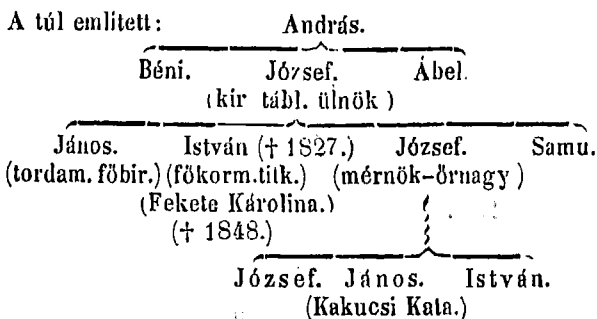 A túl emlitett: András.
Béni. József. Ábel.
(kir tábl. ülnök)
János. István († 1827.) József. Samu.
(tordam. főbir.) (főkorm. titk.) (mérnök-őrnagy)
(Fekete Károlina.)
(† 1848.)
József. János. István.
(Kakucsi Kata.)